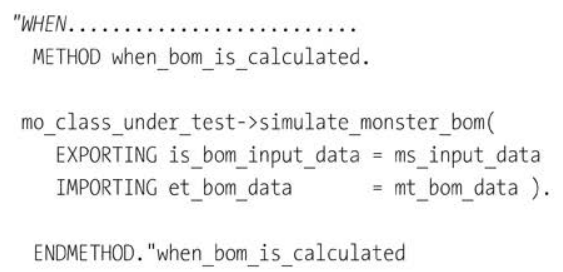 "WHEN...........................
METHOD when_bom_is_calculated.
mo_class_under_test->simulate_monster_bom(
EXPORTING is_bom_input_data = ms_input_data
IMPORTING et_bom_data = mt_bom_data ).
ENDMETHOD."when_bom_is_calculated